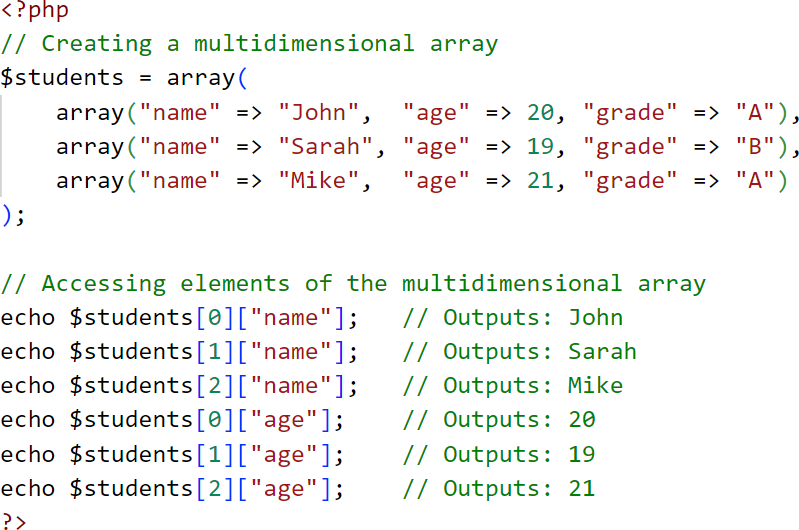 <?php
// Creating a multidimensional array
$students = array(
    array("name" => "John",  "age" => 20, "grade" => "A"),
    array("name" => "Sarah", "age" => 19, "grade" => "B"),
    array("name" => "Mike",  "age" => 21, "grade" => "A")
);

// Accessing elements of the multidimensional array
echo $students[0]["name"];   // Outputs: John
echo $students[1]["name"];   // Outputs: Sarah
echo $students[2]["name"];   // Outputs: Mike
echo $students[0]["age"];    // Outputs: 20
echo $students[1]["age"];    // Outputs: 19
echo $students[2]["age"];    // Outputs: 21
?>